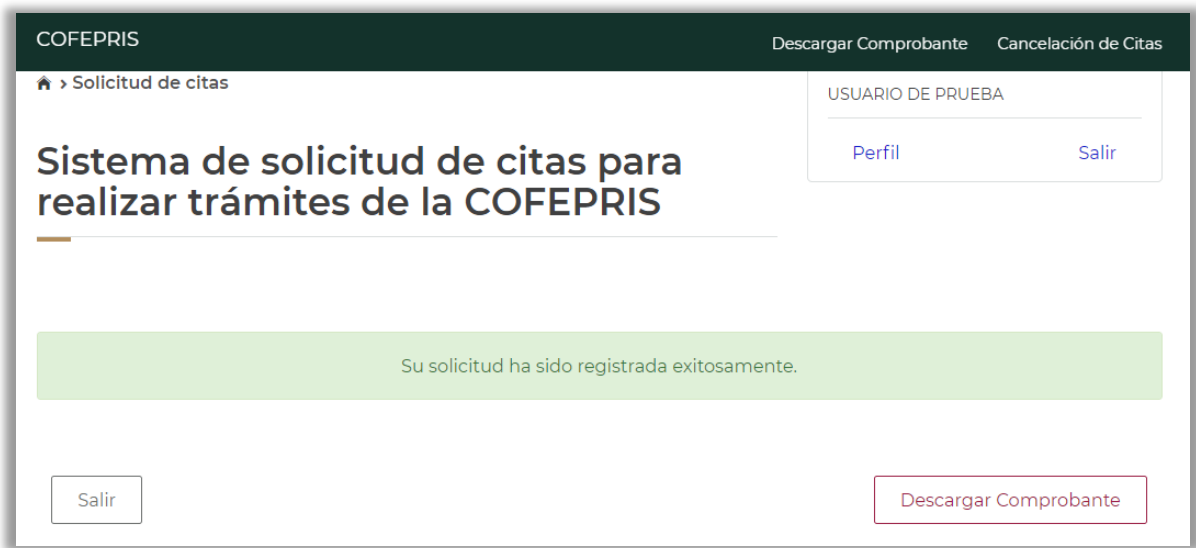 COFEPRIS
Descargar Comprobante
Cancelación de Citas
> Solicitud de citas
USUARIO DE PRUEBA
Perfil
Salir
Sistema de solicitud de citas para
realizar trámites de la COFEPRIS
Su solicitud ha sido registrada exitosamente.
Salir
Descargar Comprobante